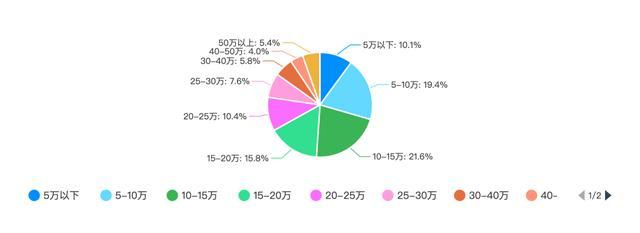 50万以上: 5.4%
5万以下: 10.1%
40-50万: 4.0%
30-40万: 5.8%
25-30万: 7.6%
5-10万: 19.4%
20-25万: 10.4%
15-20万: 15.8%
10-15万: 21.6%
5万以下 5-10万 10-15万 15-20万 20-25万 25-30万 30-40万 40- 1/2